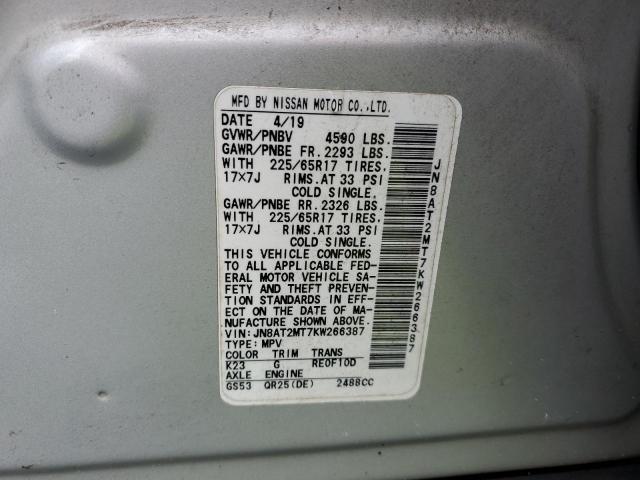 MFD BY NISSAN MOTOR CO.,LTD.
DATE 4/19
GVWR/PNBV 4590 LBS.
GAWR/PNBE FR. 2293 LBS.
WITH 225/65R17 TIRES.
17×7J RIMS. AT 33 PSI
COLD SINGLE.
GAWR/PNBE RR. 2326 LBS.
WITH 225/65R17 TIRES.
17×7J RIMS. AT 33 PSI
COLD SINGLE.
THIS VEHICLE CONFORMS
TO ALL APPLICABLE FED-
ERAL MOTOR VEHICLE SA-
FETY AND THEFT PREVEN-
TION STANDARDS IN EFF-
ECT ON THE DATE OF MA-
NUFACTURE SHOWN ABOVE.
VIN: JN8AT2MT7KW266387
TYPE: MPV
COLOR TRIM TRANS
K23 G RE0F10D
AXLE ENGINE
GS53 QR25(DE) 2488CC
JN8AT2MT7KW266387